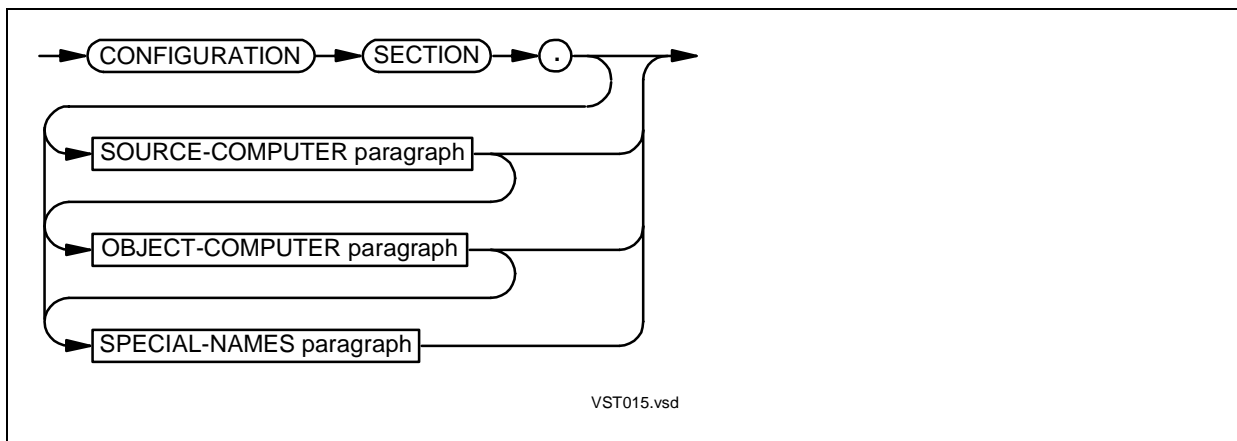 CONFIGURATION SECTION .
SOURCE-COMPUTER paragraph
OBJECT-COMPUTER paragraph
SPECIAL-NAMES paragraph
VST015.vsd